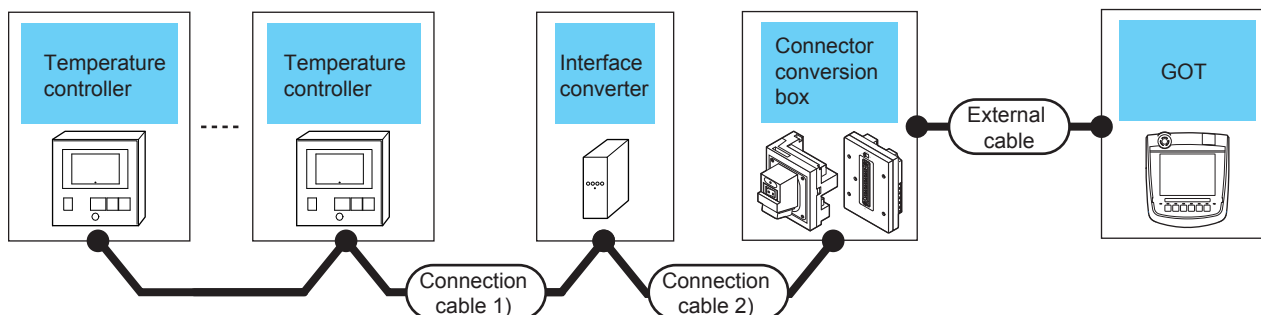 Temperature
controller
Temperature
controller
Interface
converter
Connector
conversion
box
GOT
External
cable
Connection
cable 1)
Connection
cable 2)